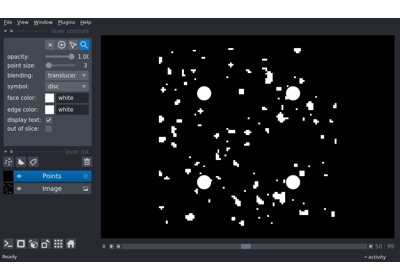 File View Window Plugins Help
layer controls
opacity: 1.00
point size: 3
blending: translucer
symbol: disc
face color: white
edge color: white
display text:
out of slice:
layer list
Points
Image
50 99
Ready
activity